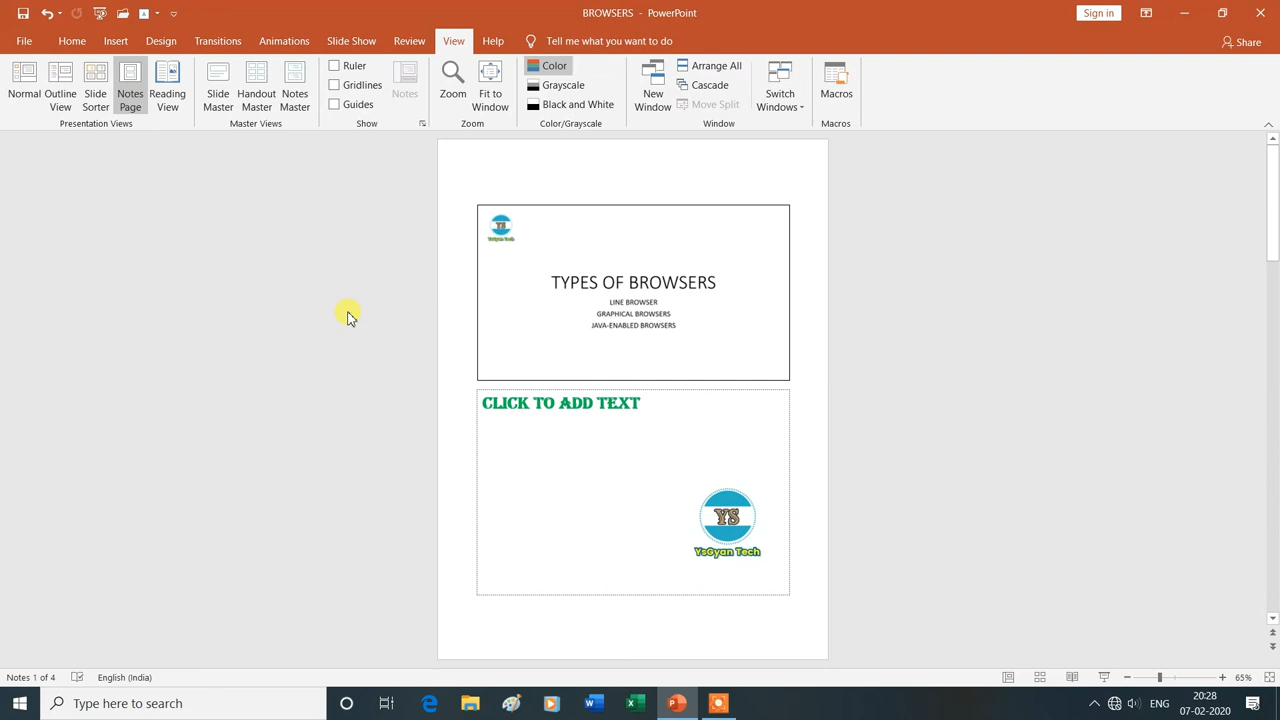 BROWSERS - PowerPoint
Sign in
File Home Insert Design Transitions Animations Slide Show Review View Help Tell me what you want to do
Share
Normal Outline View Slide Sorter Notes Page Reading View
Presentation Views
Slide Master Handout Master Notes Master
Master Views
Ruler
Gridlines
Guides
Notes
Show
Zoom Fit to Window
Zoom
Color
Grayscale
Black and White
Color/Grayscale
New Window
Arrange All
Cascade
Move Split
Switch Windows
Window
Macros
Macros
YS
YoGyan Tech
TYPES OF BROWSERS
LINE BROWSER
GRAPHICAL BROWSERS
JAVA-ENABLED BROWSERS
CLICK TO ADD TEXT
YS
YoGyan Tech
Notes 1 of 4 English (India) 65%
Type here to search
ENG
20:28
07-02-2020